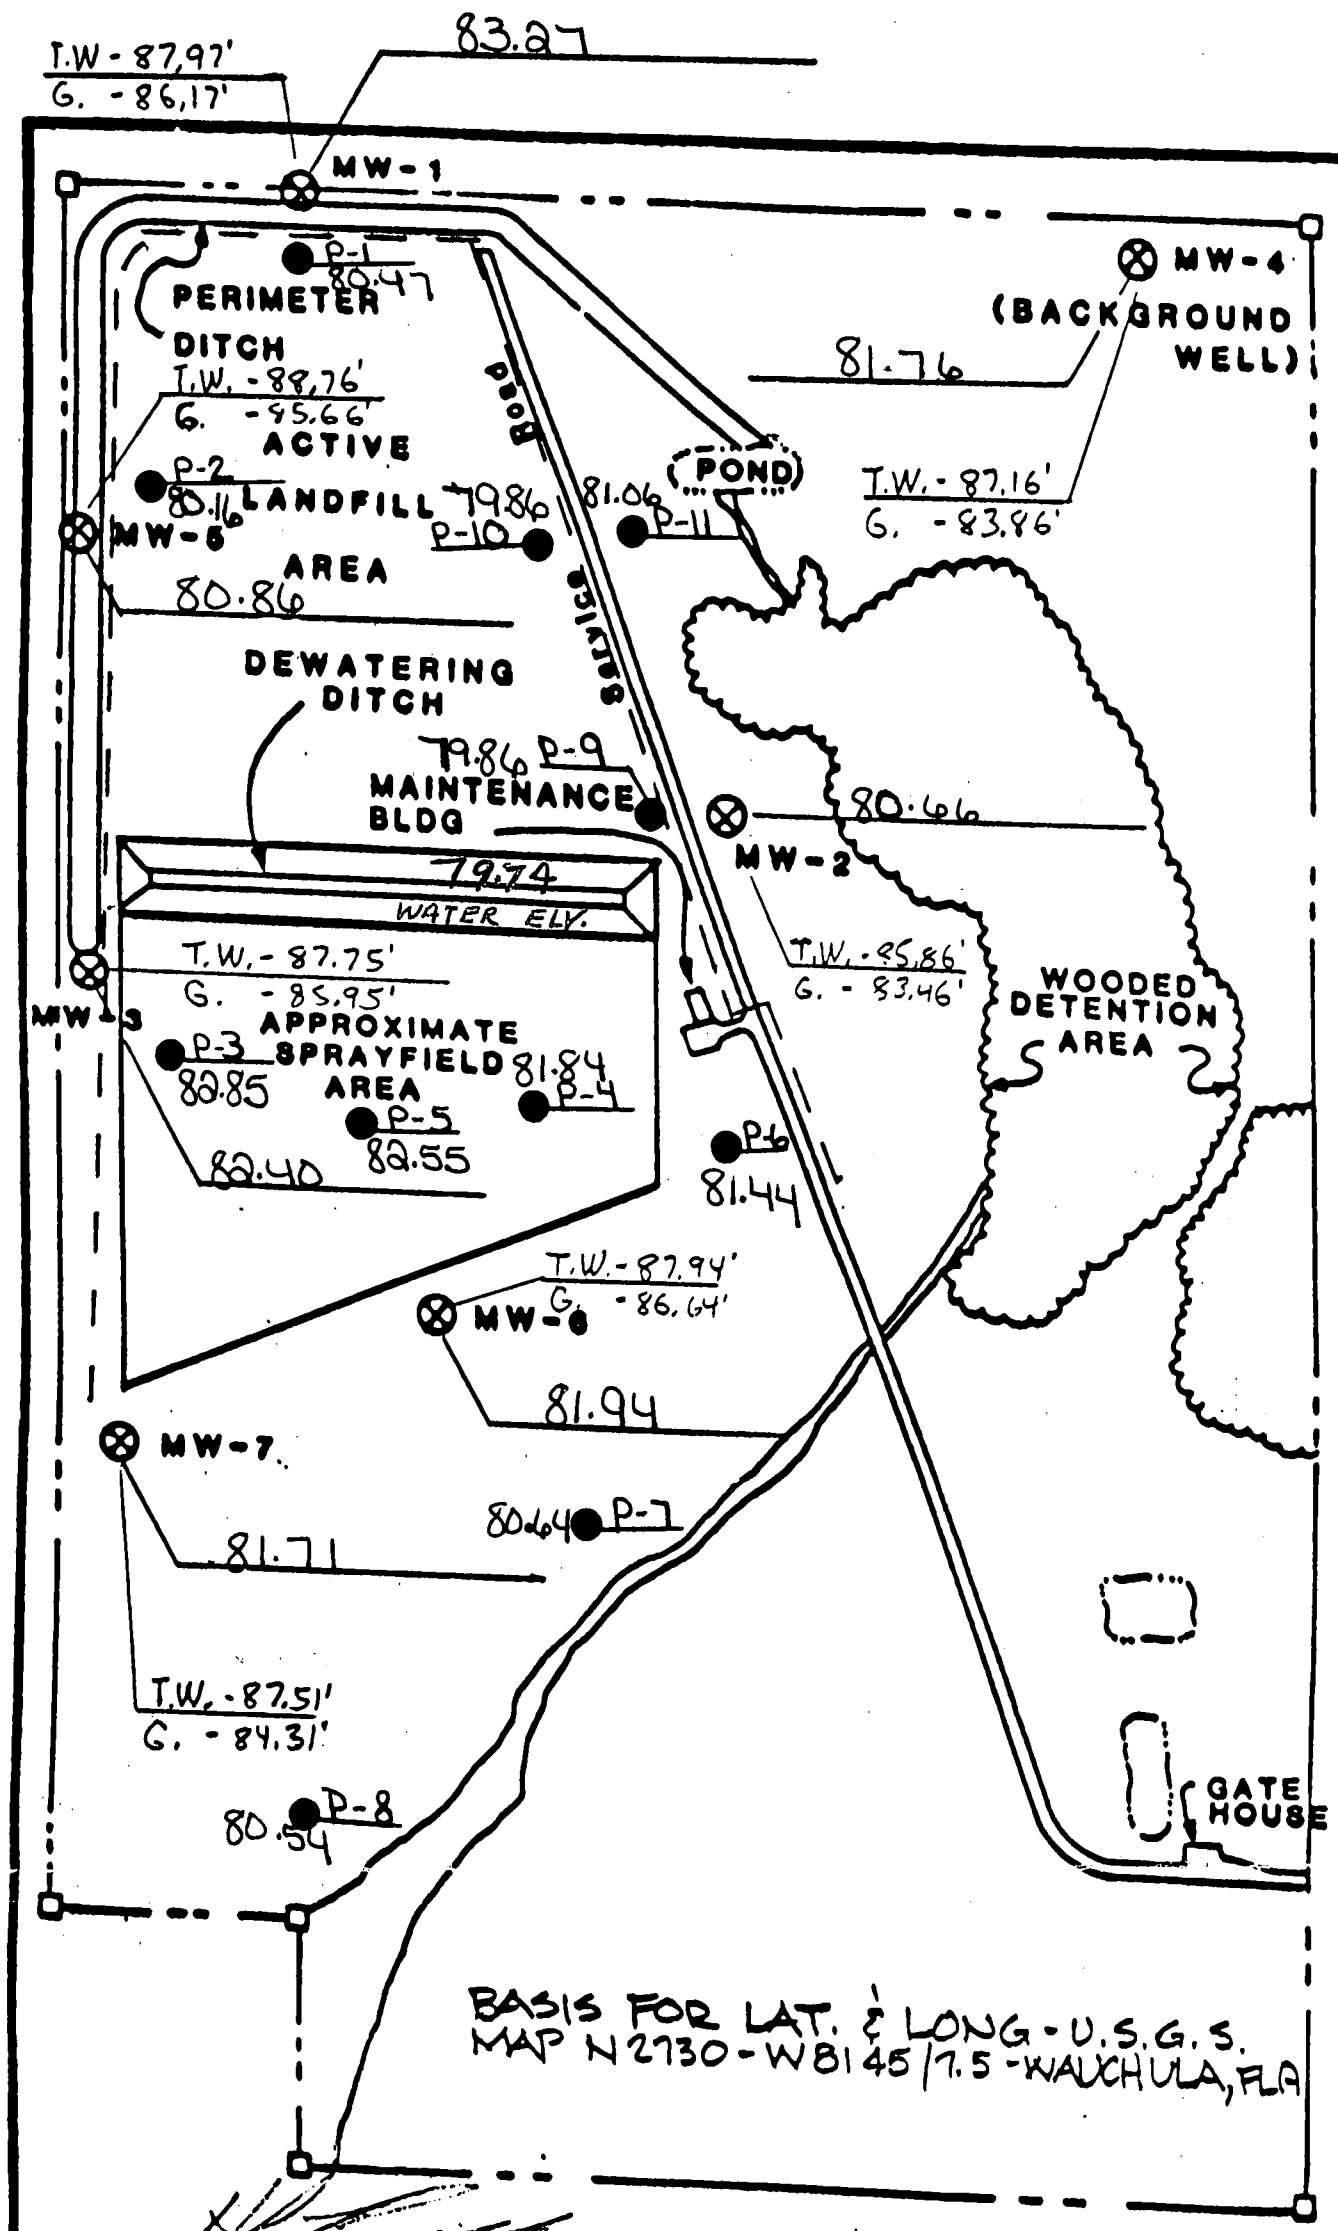 83.27
T.W - 87.97'
G. - 86.17'
MW-1
P-1
80.47
MW-4
(BACKGROUND
WELL)
PERIMETER
DITCH
81.76
T.W. - 88.76'
G. - 85.66'
Road
ACTIVE
P-2
80.16
LANDFILL
79.86
P-10
81.06
P-11
(POND)
T.W. - 87.16'
G. - 83.86'
MW-5
AREA
80.86
Service
DEWATERING
DITCH
79.86 P-9
MAINTENANCE
BLDG
80.66
MW-2
79.74
WATER ELV.
T.W. - 87.75'
G. - 85.95'
T.W. - 85.86'
G. - 83.46'
WOODED
DETENTION
AREA
MW-3
APPROXIMATE
SPRAYFIELD
AREA
P-3
82.85
81.84
P-4
P-5
82.55
82.40
P-6
81.44
T.W. - 87.94'
G. - 86.64'
MW-6
81.94
MW-7
80.64 P-7
81.71
T.W. - 87.51'
G. - 84.31'
P-8
80.54
GATE
HOUSE
BASIS FOR LAT. & LONG - U.S.G.S.
MAP N2730-W8145/7.5 - WAUCHULA, FLA